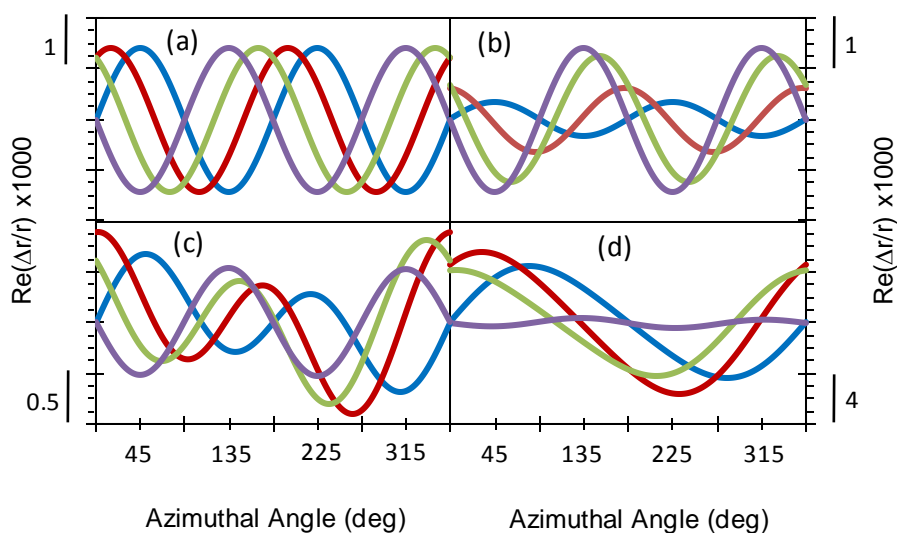 1
(a)
(b)
1
Re(Δr/r) x1000
Re(Δr/r) x1000
(c)
(d)
0.5
4
45 135 225 315 45 135 225 315
Azimuthal Angle (deg) Azimuthal Angle (deg)